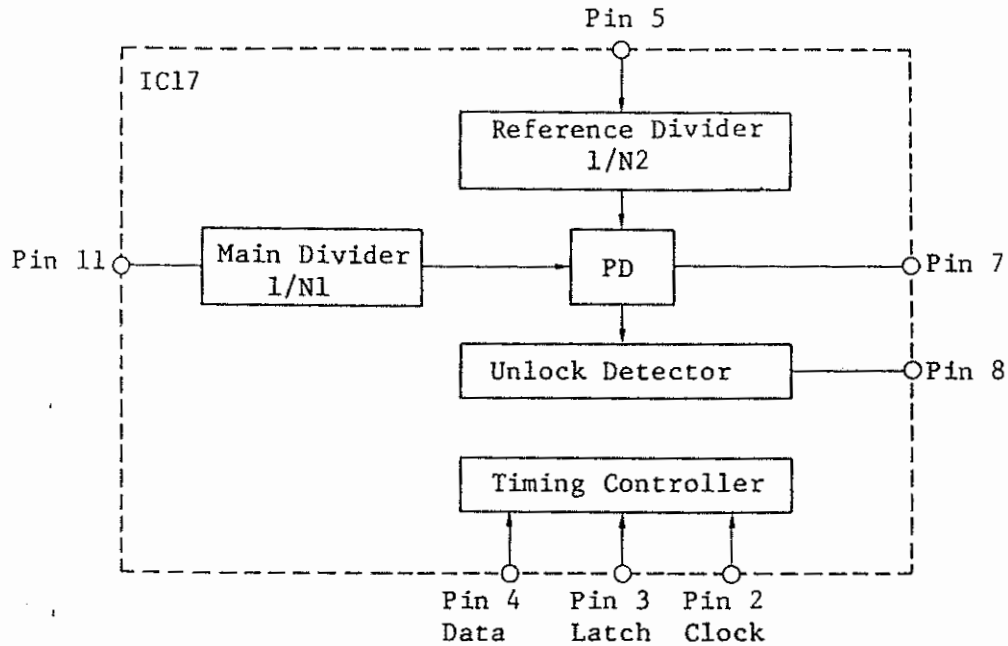 Pin 5
IC17
Reference Divider
1/N2
Pin 11
Main Divider
1/N1
PD
Pin 7
Unlock Detector
Pin 8
Timing Controller
Pin 4
Data
Pin 3
Latch
Pin 2
Clock